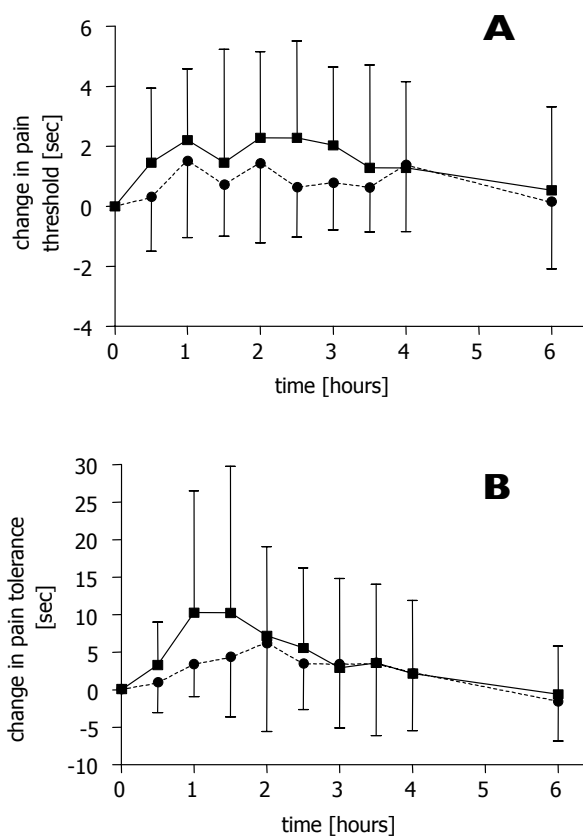 A
6
4
2
0
-2
-4
change in pain
threshold [sec]
0 1 2 3 4 5 6
time [hours]
B
30
25
20
15
10
5
0
-5
-10
change in pain tolerance
[sec]
0 1 2 3 4 5 6
time [hours]